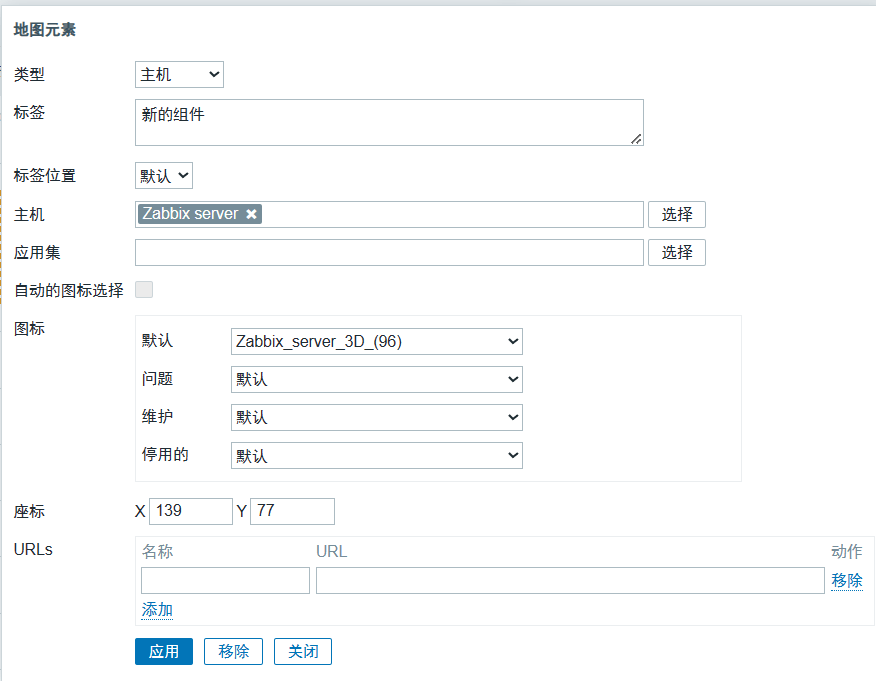 地图元素
类型 主机
标签 新的组件
标签位置 默认
主机 Zabbix server 选择
应用集 选择
自动的图标选择
图标
默认 Zabbix_server_3D_(96)
问题 默认
维护 默认
停用的 默认
座标 X 139 Y 77
URLs 名称 URL 动作
移除
添加
应用 移除 关闭